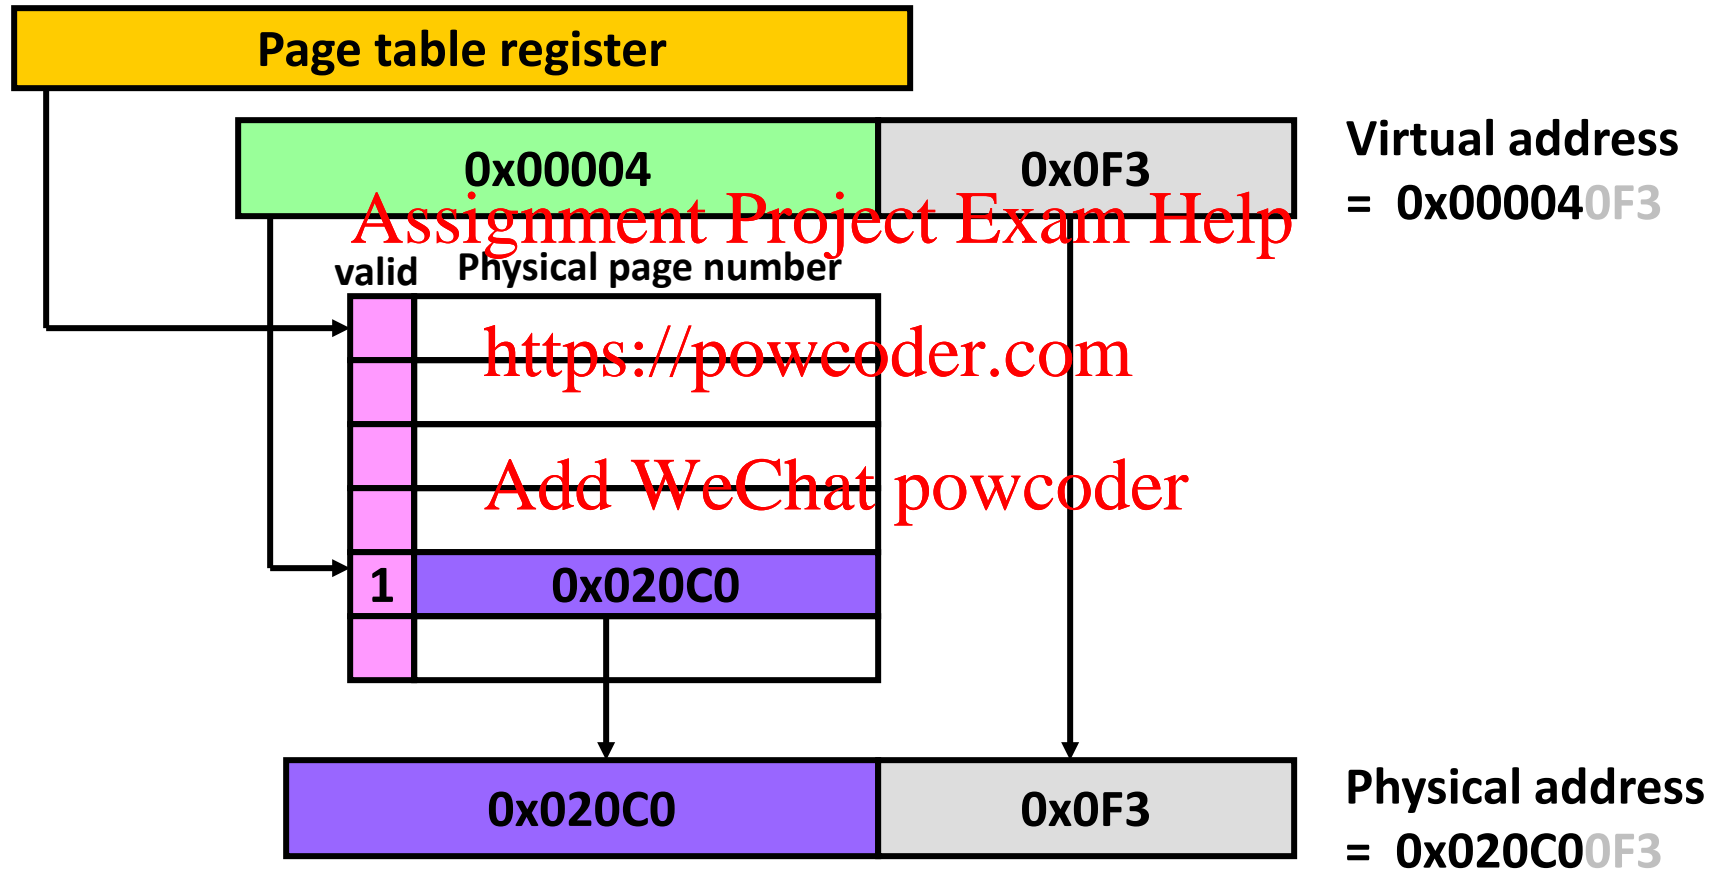 Page table register
0x00004
0x0F3
Virtual address
= 0x000040F3
Assignment Project Exam Help
valid
Physical page number
https://powcoder.com
Add WeChat powcoder
1
0x020C0
0x020C0
0x0F3
Physical address
= 0x020C00F3